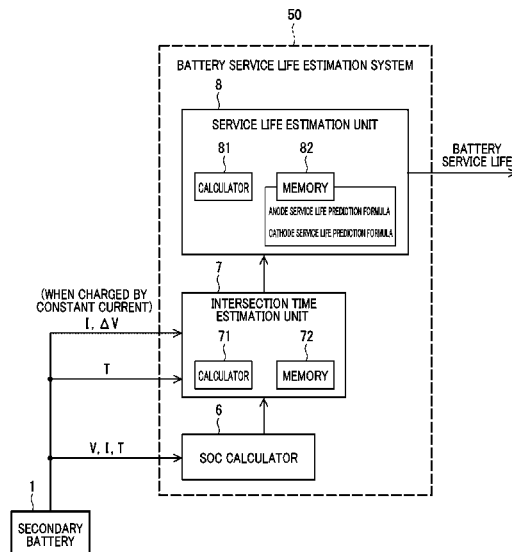 50
BATTERY SERVICE LIFE ESTIMATION SYSTEM
8
SERVICE LIFE ESTIMATION UNIT
81
82
CALCULATOR
MEMORY
ANODE SERVICE LIFE PREDICTION FORMULA
CATHODE SERVICE LIFE PREDICTION FORMULA
BATTERY
SERVICE LIFE
7
(WHEN CHARGED BY
CONSTANT CURRENT)
I, ΔV
INTERSECTION TIME
ESTIMATION UNIT
71
72
T
CALCULATOR
MEMORY
6
V, I, T
SOC CALCULATOR
1
SECONDARY
BATTERY